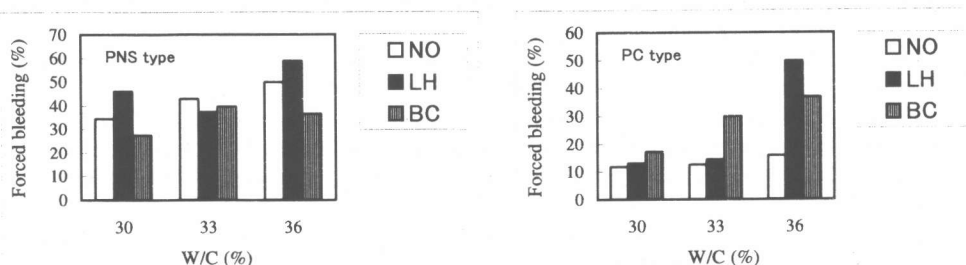 Forced bleeding (%)
70
60
50
40
30
20
10
0
PNS type
30 33 36
W/C (%)
NO
LH
BC
Forced bleeding (%)
60
50
40
30
20
10
0
PC type
30 33 36
W/C (%)
NO
LH
BC